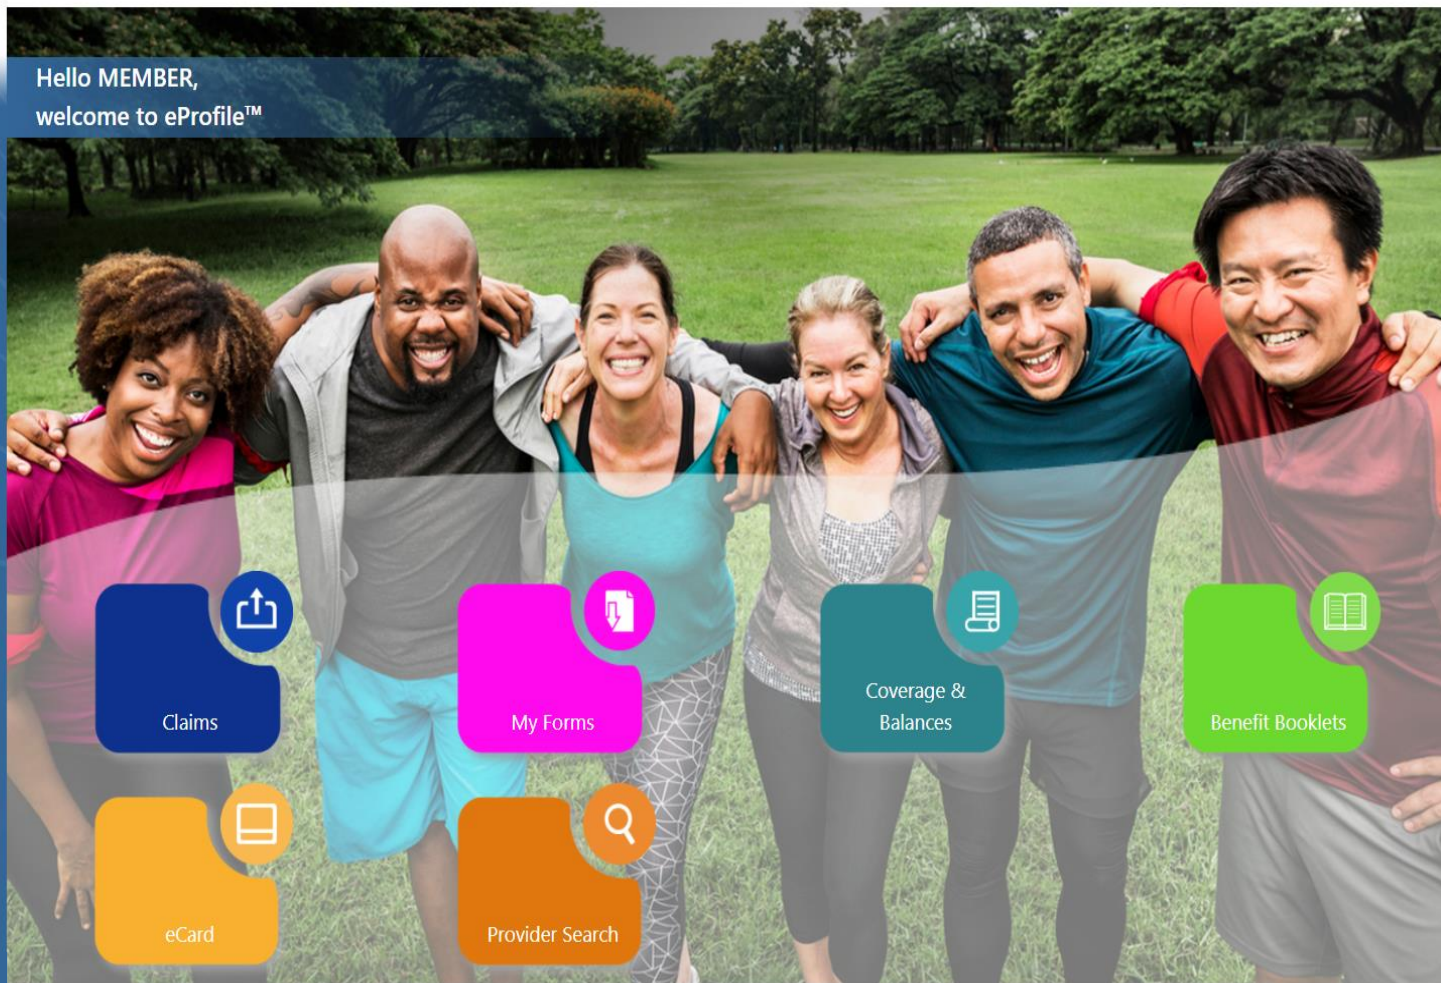 Hello MEMBER,
welcome to eProfile™
Claims
My Forms
Coverage &
Balances
Benefit Booklets
eCard
Provider Search